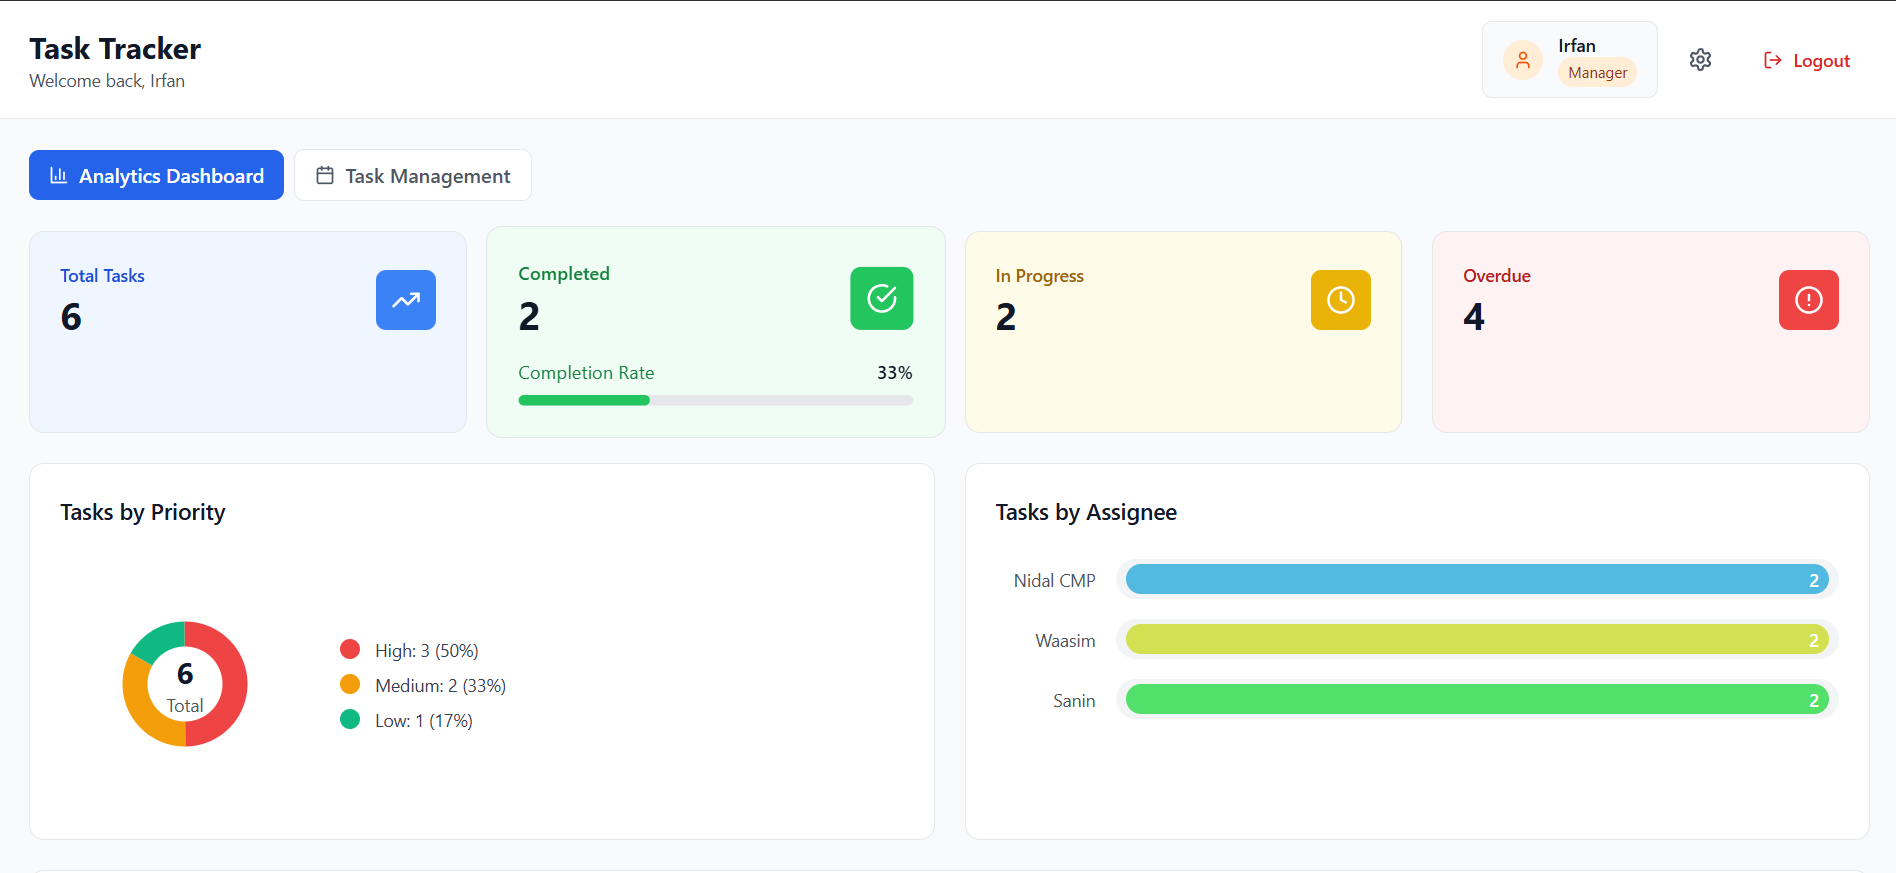 Task Tracker
Welcome back, Irfan
Irfan
Manager
Logout
Analytics Dashboard
Task Management
Total Tasks
6
Completed
2
Completion Rate
33%
In Progress
2
Overdue
4
Tasks by Priority
6
Total
High: 3 (50%)
Medium: 2 (33%)
Low: 1 (17%)
Tasks by Assignee
Nidal CMP
2
Waasim
2
Sanin
2